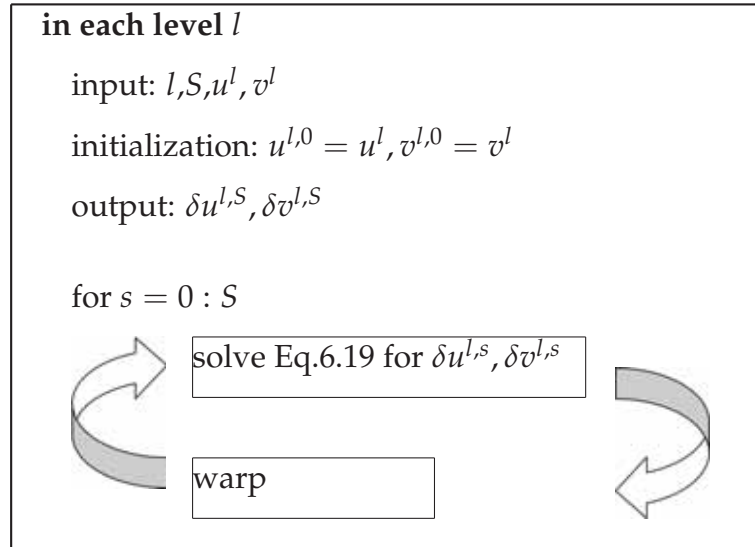 in each level l
input: l,S,u^l, v^l
initialization: u^{l,0} = u^l, v^{l,0} = v^l
output: δu^{l,S}, δv^{l,S}
for s = 0 : S
solve Eq.6.19 for δu^{l,s}, δv^{l,s}
warp